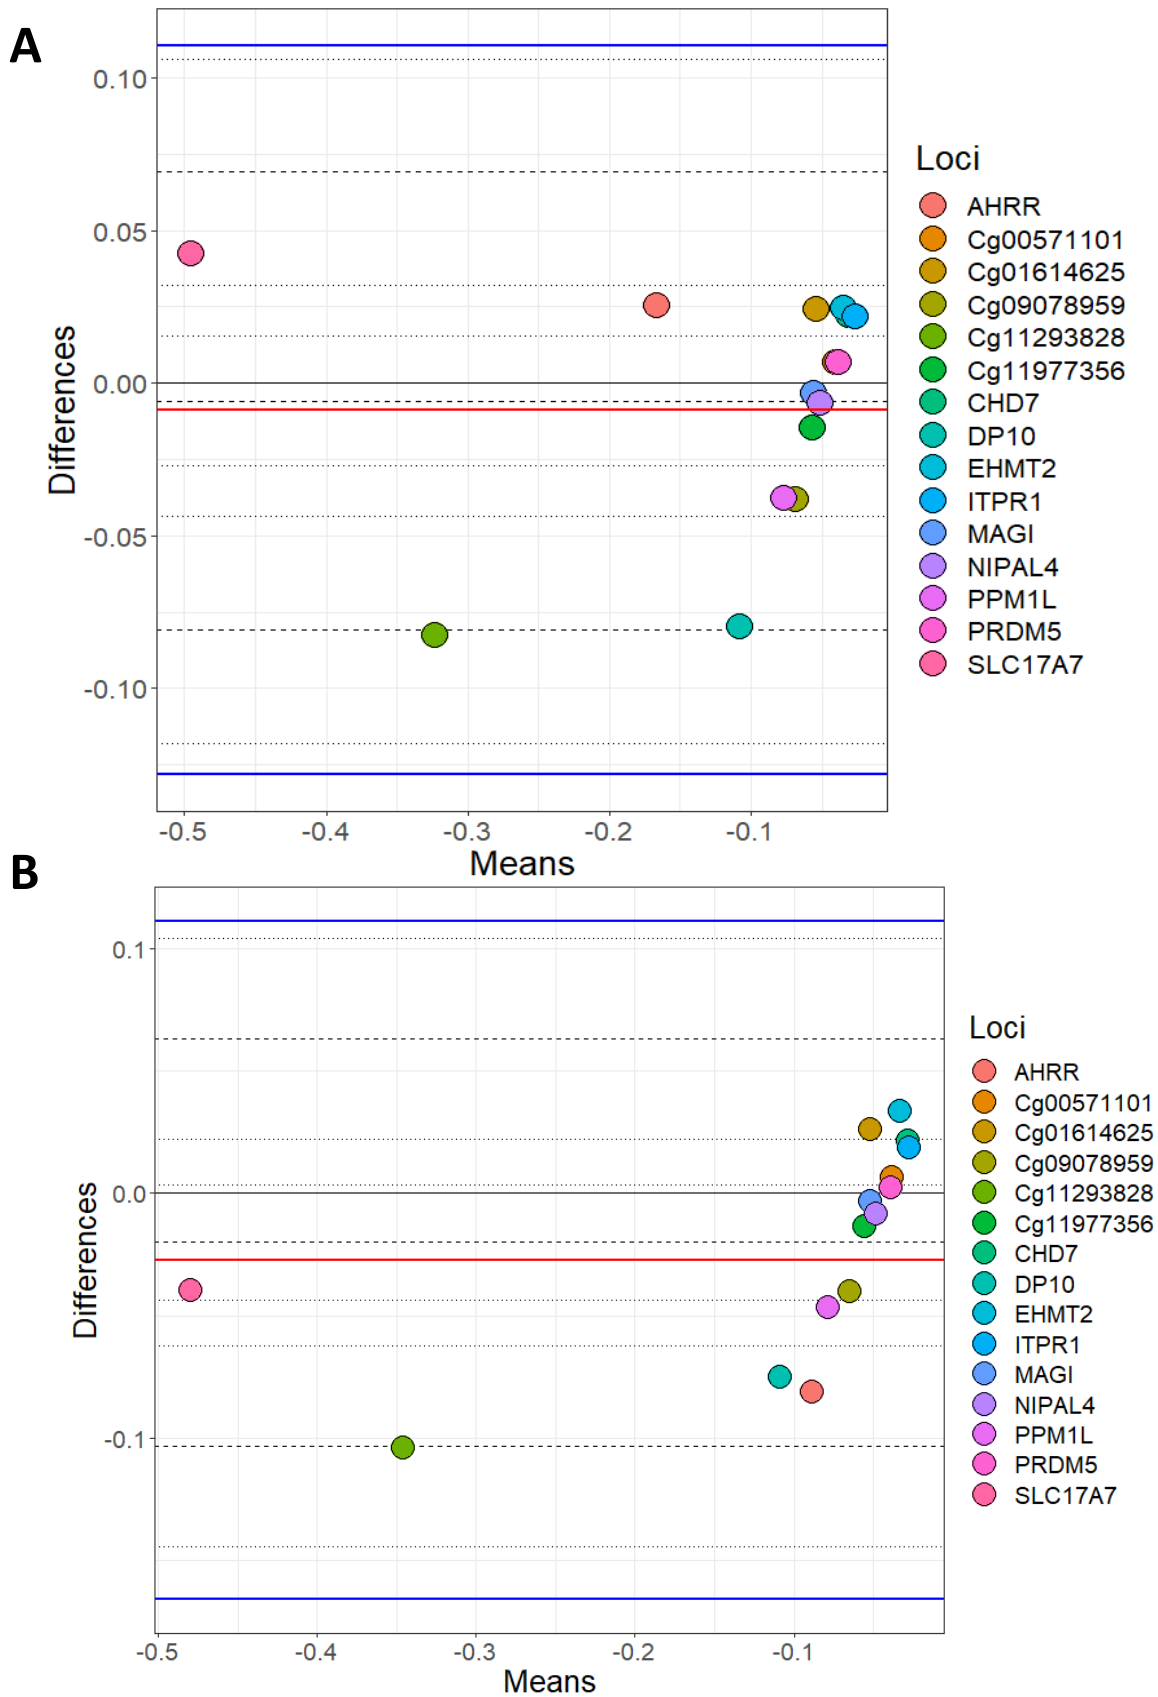 A
0.10
0.05
0.00
-0.05
-0.10
Differences
-0.5
-0.4
-0.3
-0.2
-0.1
Means
Loci
AHRR
Cg00571101
Cg01614625
Cg09078959
Cg11293828
Cg11977356
CHD7
DP10
EHMT2
ITPR1
MAGI
NIPAL4
PPM1L
PRDM5
SLC17A7
B
0.1
0.0
-0.1
Differences
-0.5
-0.4
-0.3
-0.2
-0.1
Means
Loci
AHRR
Cg00571101
Cg01614625
Cg09078959
Cg11293828
Cg11977356
CHD7
DP10
EHMT2
ITPR1
MAGI
NIPAL4
PPM1L
PRDM5
SLC17A7